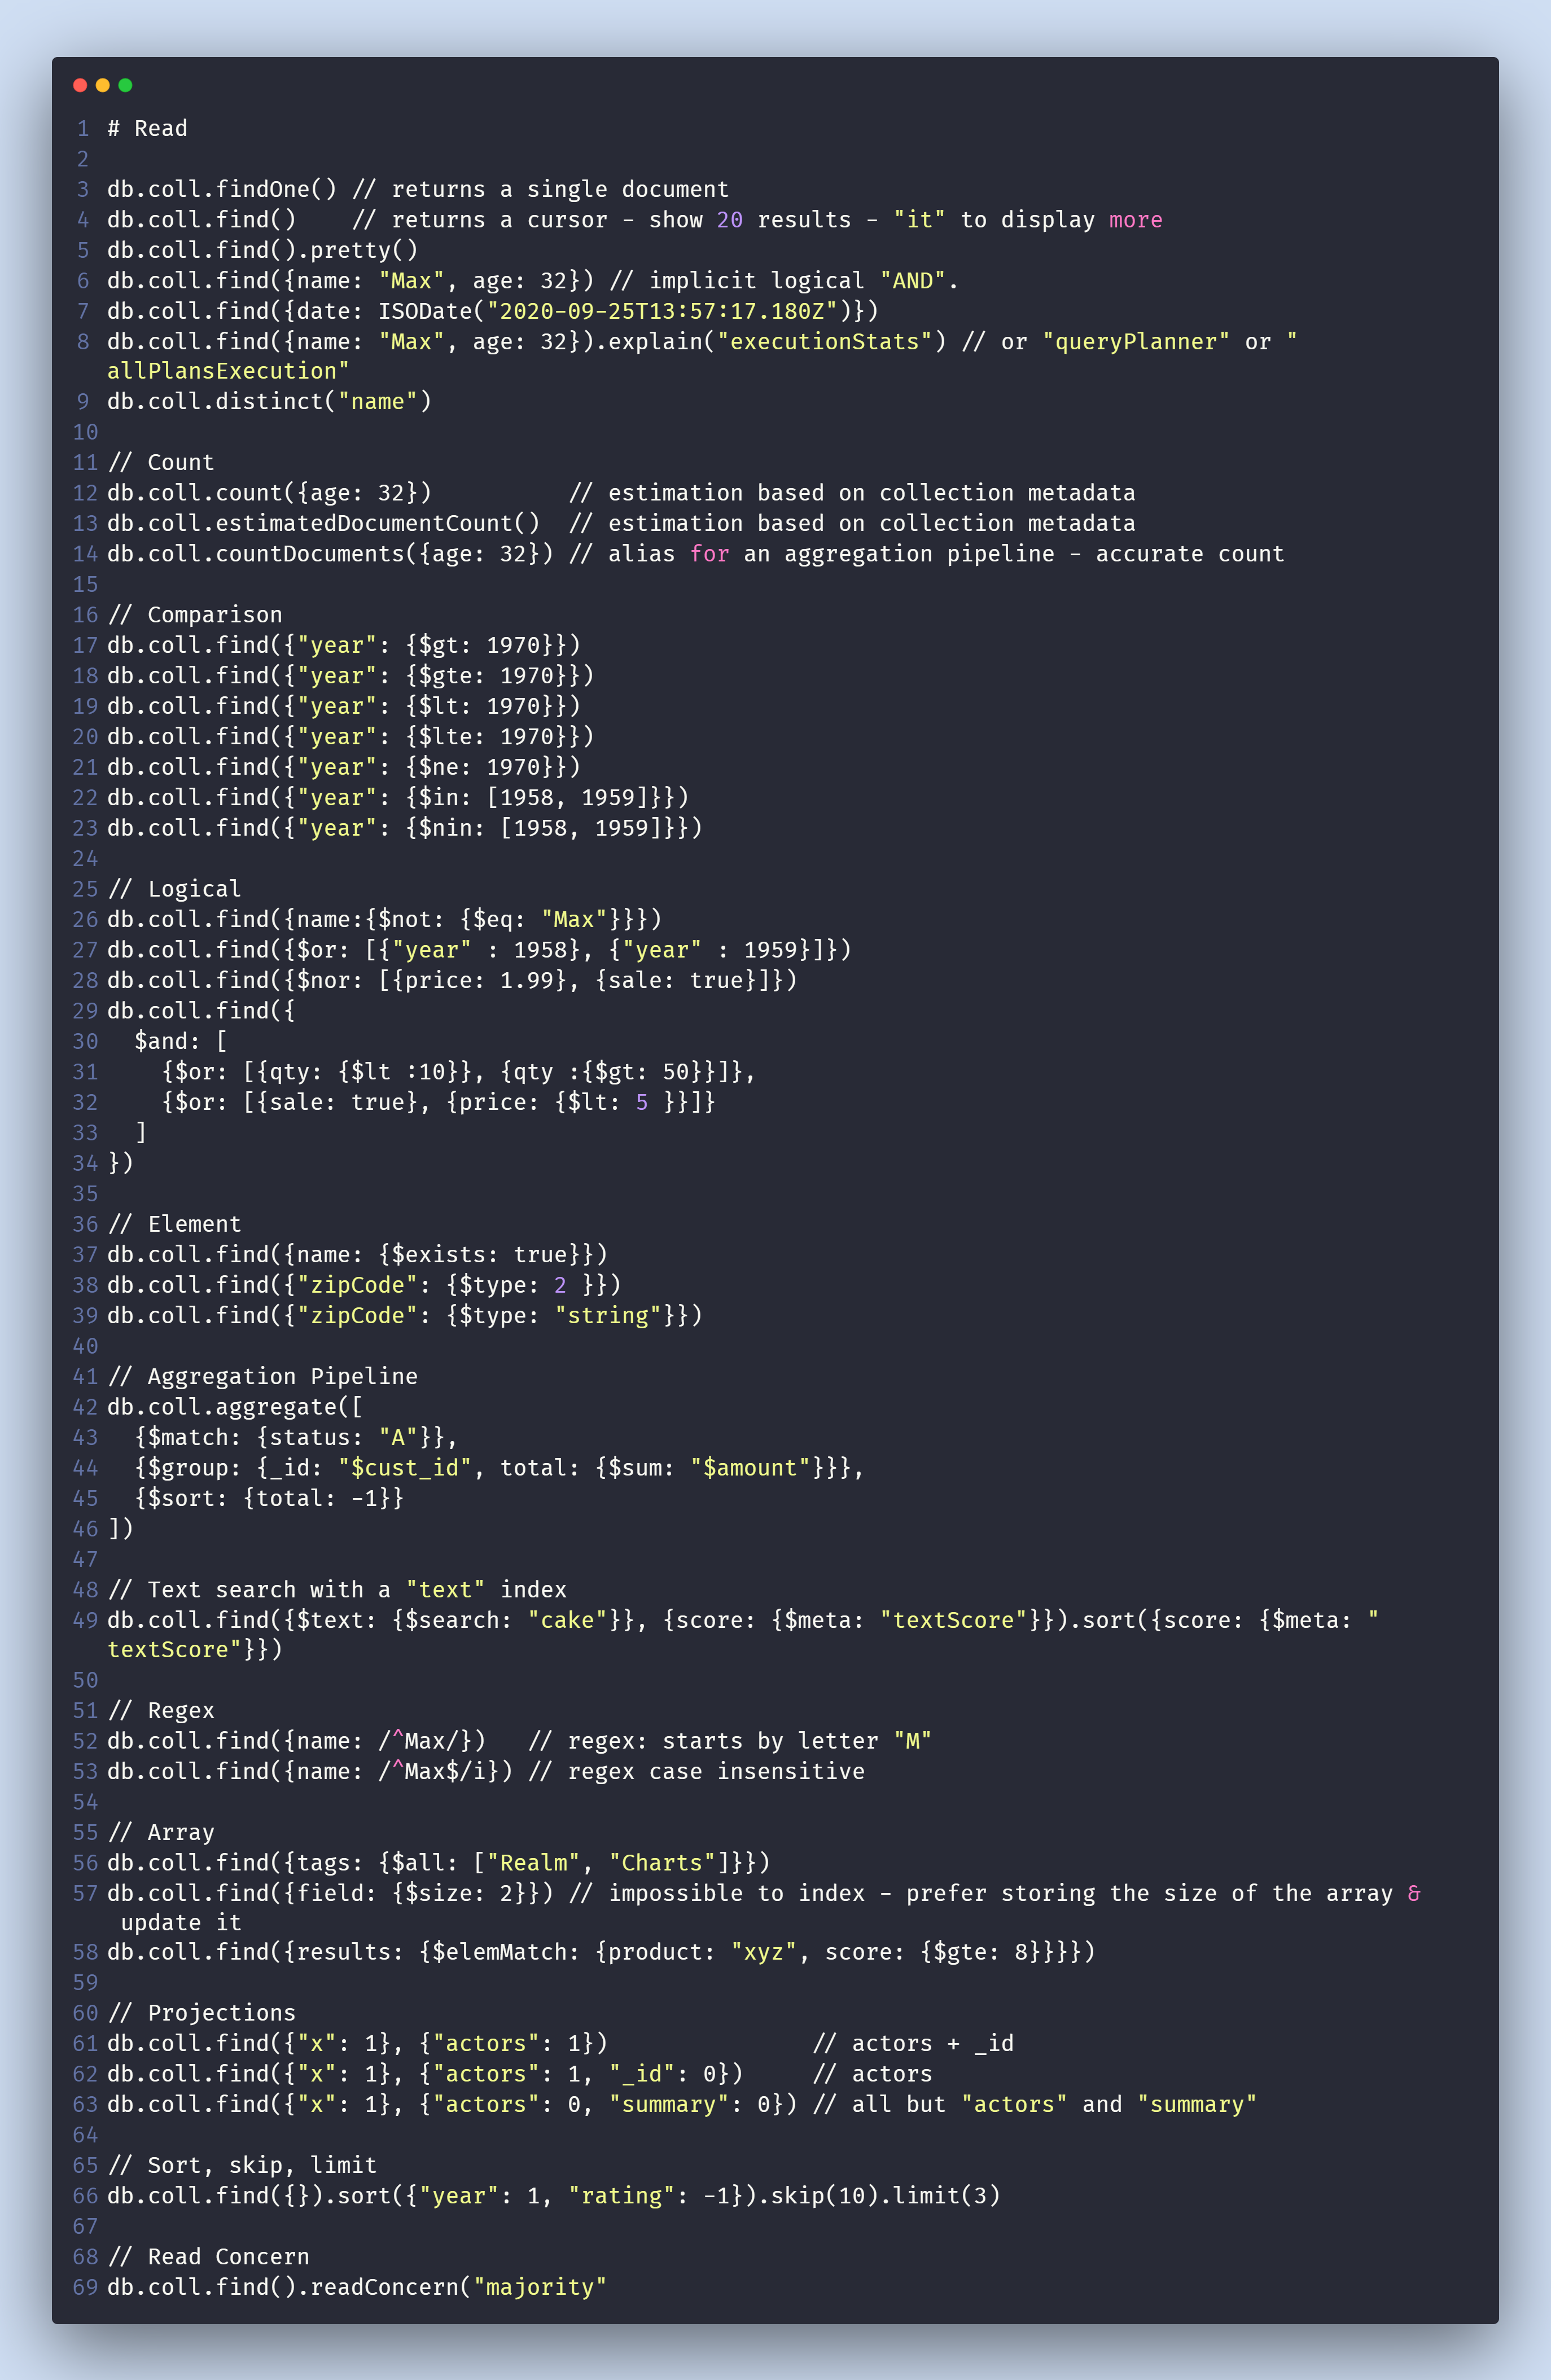 1 # Read
2
3 db.coll.findOne() // returns a single document
4 db.coll.find()    // returns a cursor - show 20 results - "it" to display more
5 db.coll.find().pretty()
6 db.coll.find({name: "Max", age: 32}) // implicit logical "AND".
7 db.coll.find({date: ISODate("2020-09-25T13:57:17.180Z")})
8 db.coll.find({name: "Max", age: 32}).explain("executionStats") // or "queryPlanner" or "
allPlansExecution"
9 db.coll.distinct("name")
10
11 // Count
12 db.coll.count({age: 32})          // estimation based on collection metadata
13 db.coll.estimatedDocumentCount()  // estimation based on collection metadata
14 db.coll.countDocuments({age: 32}) // alias for an aggregation pipeline - accurate count
15
16 // Comparison
17 db.coll.find({"year": {$gt: 1970}})
18 db.coll.find({"year": {$gte: 1970}})
19 db.coll.find({"year": {$lt: 1970}})
20 db.coll.find({"year": {$lte: 1970}})
21 db.coll.find({"year": {$ne: 1970}})
22 db.coll.find({"year": {$in: [1958, 1959]}})
23 db.coll.find({"year": {$nin: [1958, 1959]}})
24
25 // Logical
26 db.coll.find({name:{$not: {$eq: "Max"}}})
27 db.coll.find({$or: [{"year" : 1958}, {"year" : 1959}]})
28 db.coll.find({$nor: [{price: 1.99}, {sale: true}]})
29 db.coll.find({
30   $and: [
31     {$or: [{qty: {$lt :10}}, {qty :{$gt: 50}}]},
32     {$or: [{sale: true}, {price: {$lt: 5 }}]}
33   ]
34 })
35
36 // Element
37 db.coll.find({name: {$exists: true}})
38 db.coll.find({"zipCode": {$type: 2 }})
39 db.coll.find({"zipCode": {$type: "string"}})
40
41 // Aggregation Pipeline
42 db.coll.aggregate([
43   {$match: {status: "A"}},
44   {$group: {_id: "$cust_id", total: {$sum: "$amount"}}},
45   {$sort: {total: -1}}
46 ])
47
48 // Text search with a "text" index
49 db.coll.find({$text: {$search: "cake"}}, {score: {$meta: "textScore"}}).sort({score: {$meta: "
textScore"}})
50
51 // Regex
52 db.coll.find({name: /^Max/})   // regex: starts by letter "M"
53 db.coll.find({name: /^Max$/i}) // regex case insensitive
54
55 // Array
56 db.coll.find({tags: {$all: ["Realm", "Charts"]}})
57 db.coll.find({field: {$size: 2}}) // impossible to index - prefer storing the size of the array &
 update it
58 db.coll.find({results: {$elemMatch: {product: "xyz", score: {$gte: 8}}}})
59
60 // Projections
61 db.coll.find({"x": 1}, {"actors": 1})               // actors + _id
62 db.coll.find({"x": 1}, {"actors": 1, "_id": 0})     // actors
63 db.coll.find({"x": 1}, {"actors": 0, "summary": 0}) // all but "actors" and "summary"
64
65 // Sort, skip, limit
66 db.coll.find({}).sort({"year": 1, "rating": -1}).skip(10).limit(3)
67
68 // Read Concern
69 db.coll.find().readConcern("majority"